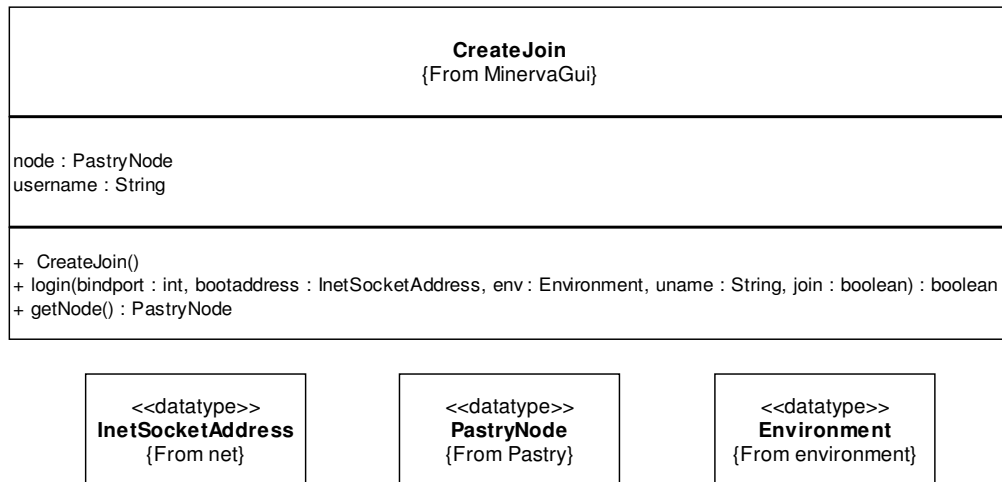 CreateJoin
{From MinervaGui}
node : PastryNode
username : String
+ CreateJoin()
+ login(bindport : int, bootaddress : InetSocketAddress, env : Environment, uname : String, join : boolean) : boolean
+ getNode() : PastryNode
<<datatype>>
InetSocketAddress
{From net}
<<datatype>>
PastryNode
{From Pastry}
<<datatype>>
Environment
{From environment}